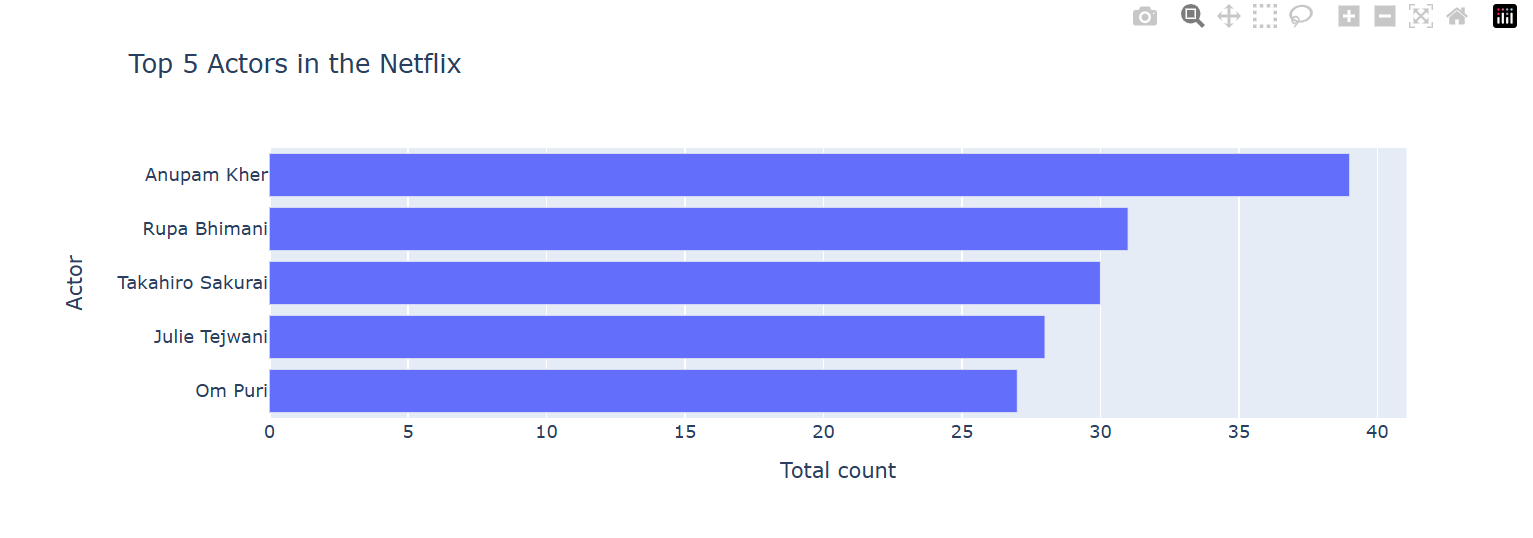 Top 5 Actors in the Netflix
Actor
Anupam Kher
Rupa Bhimani
Takahiro Sakurai
Julie Tejwani
Om Puri
0 5 10 15 20 25 30 35 40
Total count